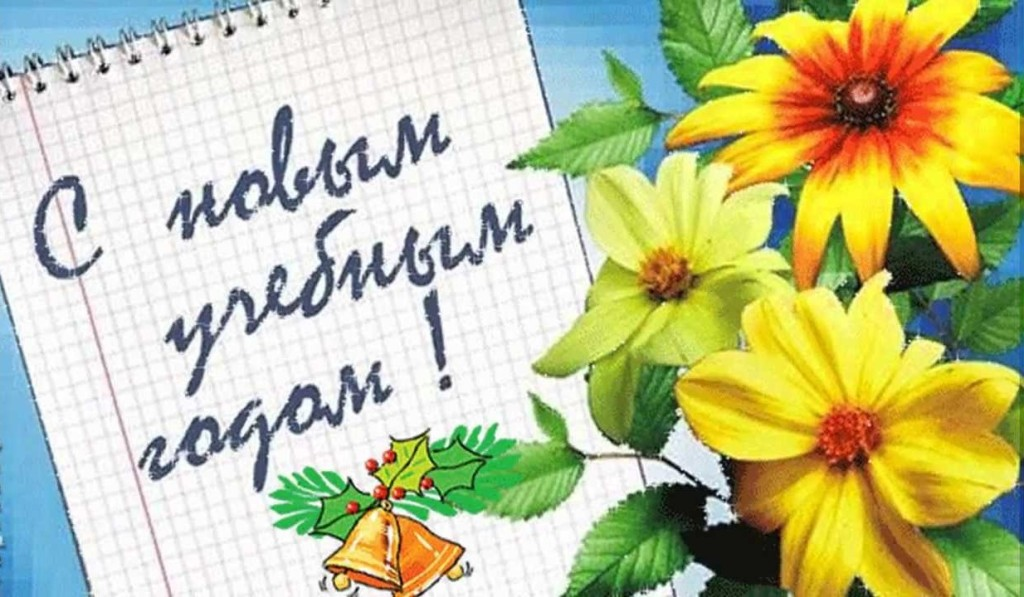 С новым
учебным
годом !